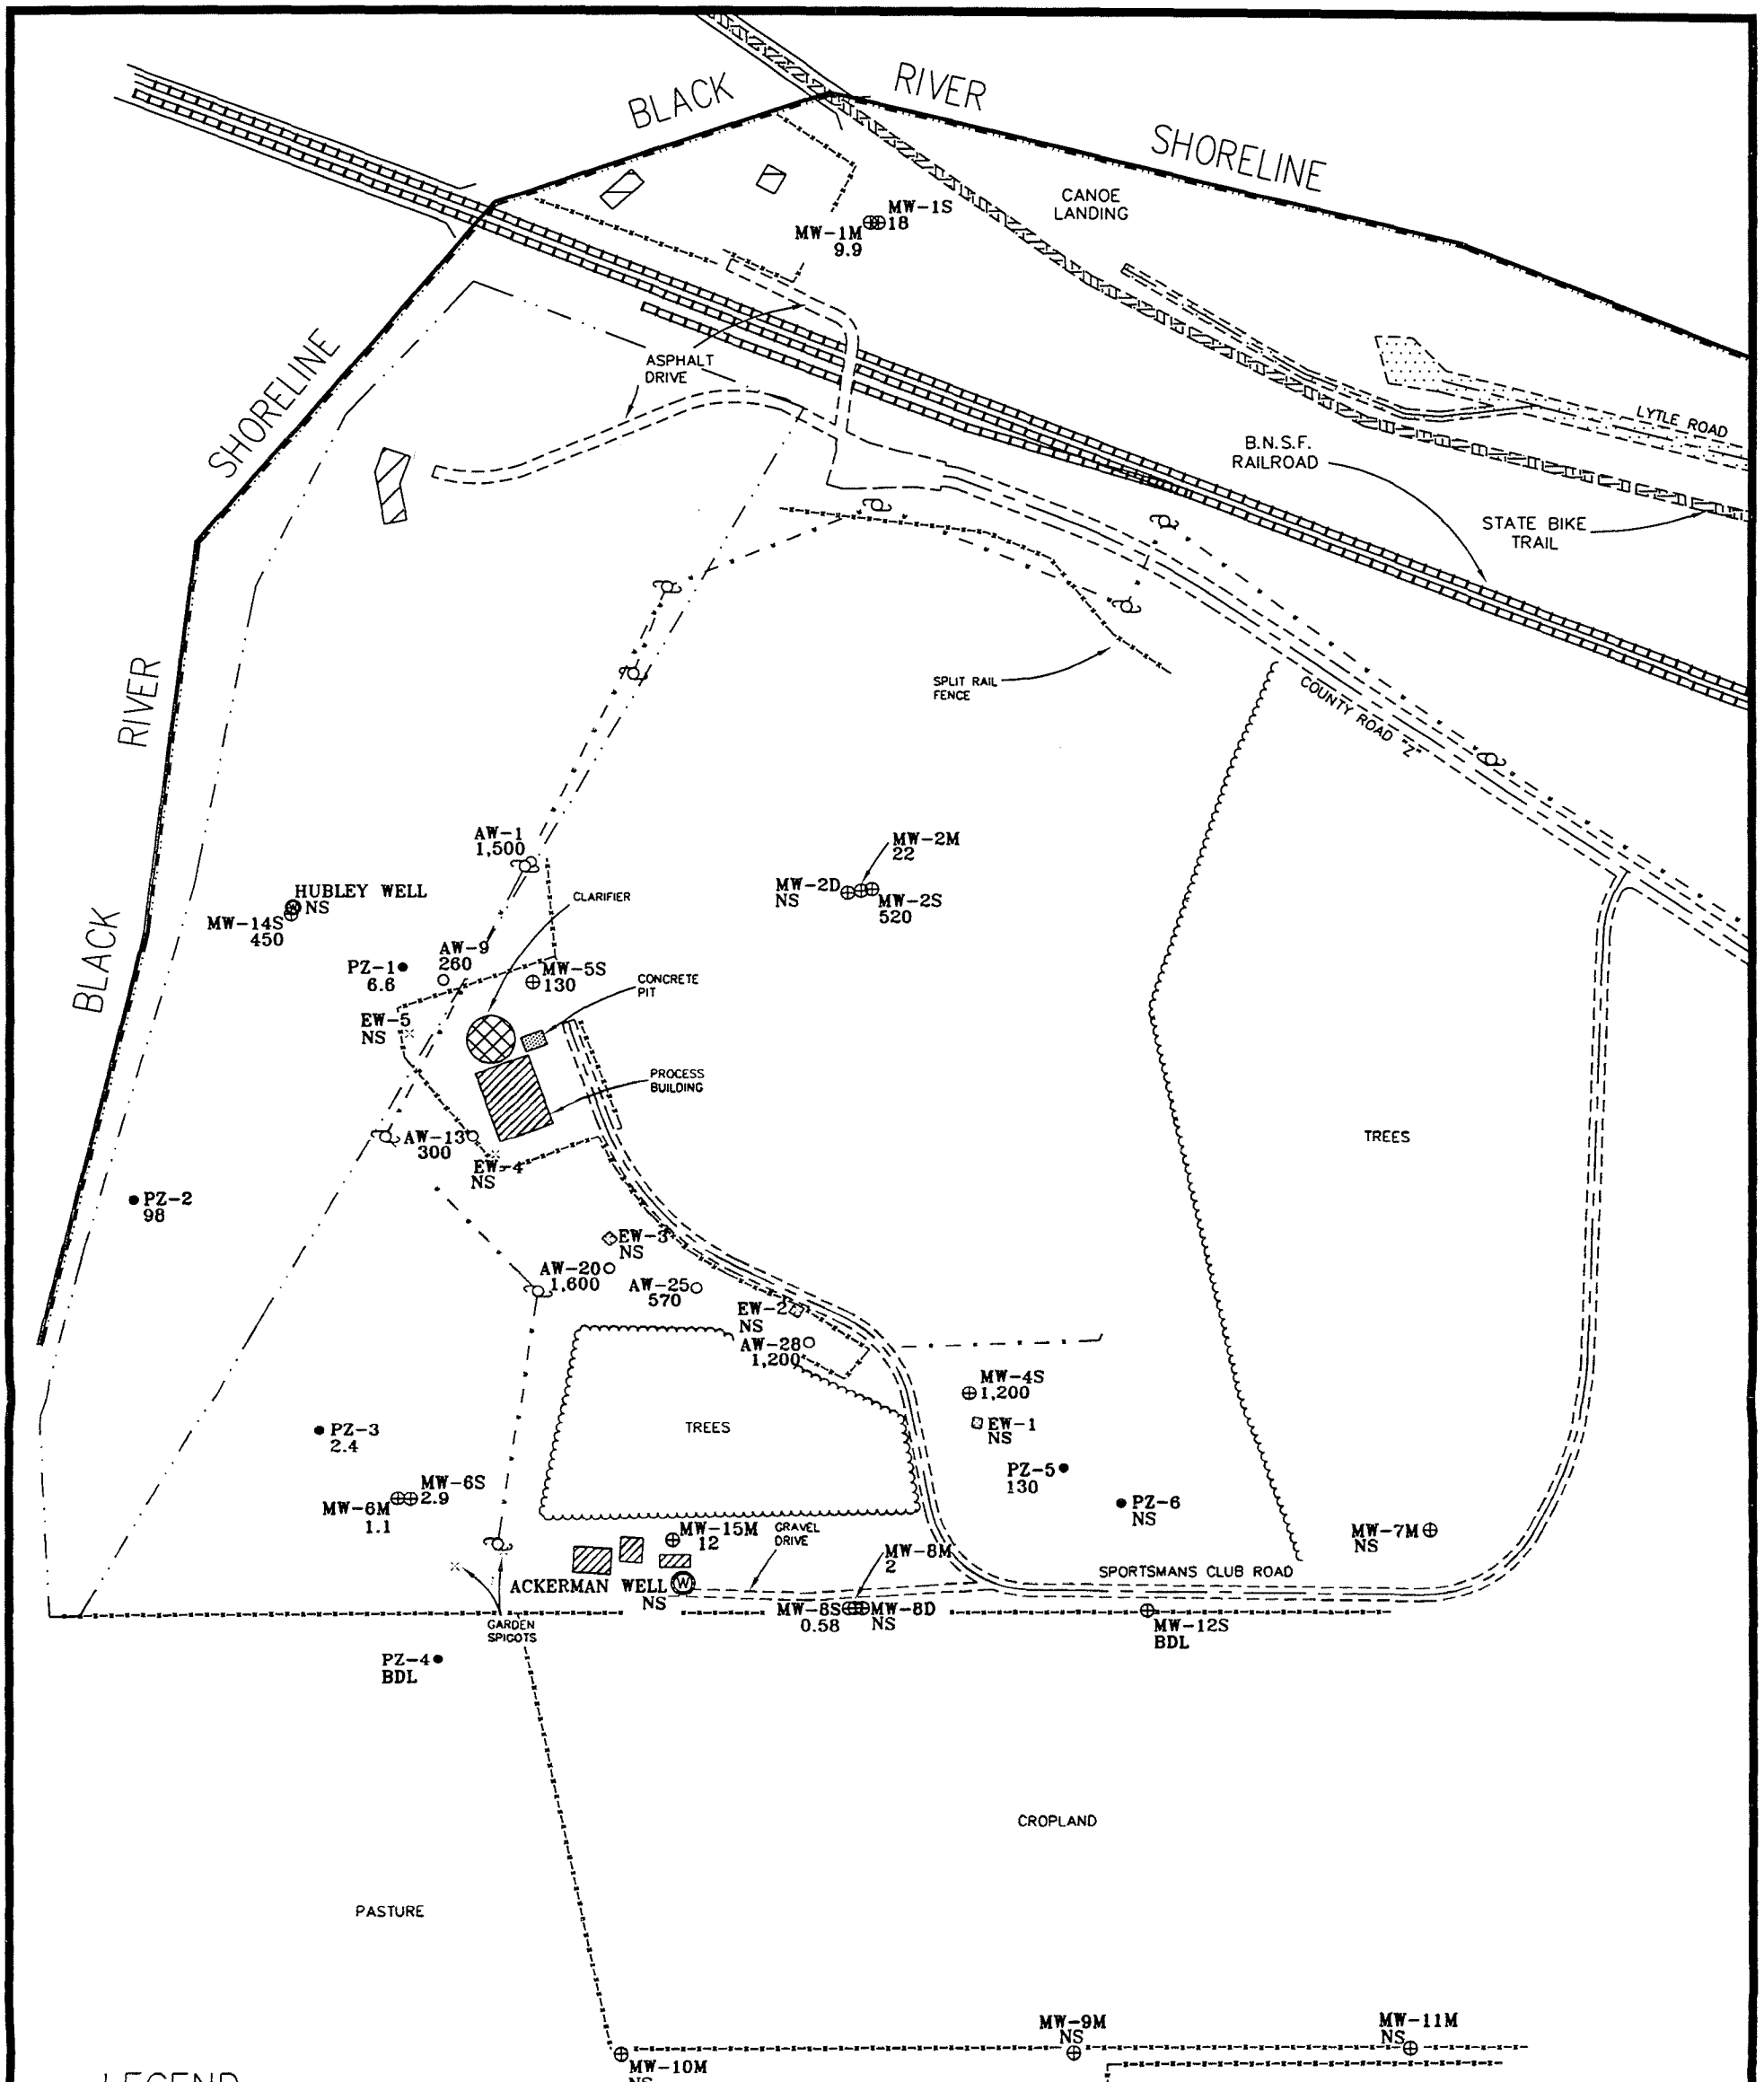 BLACK
RIVER
SHORELINE
CANOE
LANDING
MW-1S
18
MW-1M
9.9
ASPHALT
DRIVE
SHORELINE
LYTLE ROAD
B.N.S.F.
RAILROAD
STATE BIKE
TRAIL
RIVER
SPLIT RAIL
FENCE
COUNTY ROAD "Z"
AW-1
1,500
MW-2M
22
HUBLEY WELL
NS
MW-2D
NS
MW-2S
520
CLARIFIER
MW-14S
450
BLACK
AW-9
260
PZ-1
6.6
MW-5S
130
CONCRETE
PIT
EW-5
NS
PROCESS
BUILDING
AW-13
300
TREES
EW-4
NS
PZ-2
98
EW-3
NS
AW-20
1,600
AW-25
570
EW-2
NS
AW-28
1,200
MW-4S
1,200
TREES
EW-1
NS
PZ-3
2.4
PZ-5
130
MW-6S
2.9
MW-6M
1.1
PZ-6
NS
MW-15M
12
GRAVEL
DRIVE
MW-7M
NS
MW-8M
2
SPORTSMANS CLUB ROAD
ACKERMAN WELL
W
NS
MW-8S
0.58
MW-8D
NS
MW-12S
BDL
GARDEN
SPIGOTS
PZ-4
BDL
CROPLAND
PASTURE
MW-9M
NS
MW-11M
NS
MW-10M
NS
LEGEND